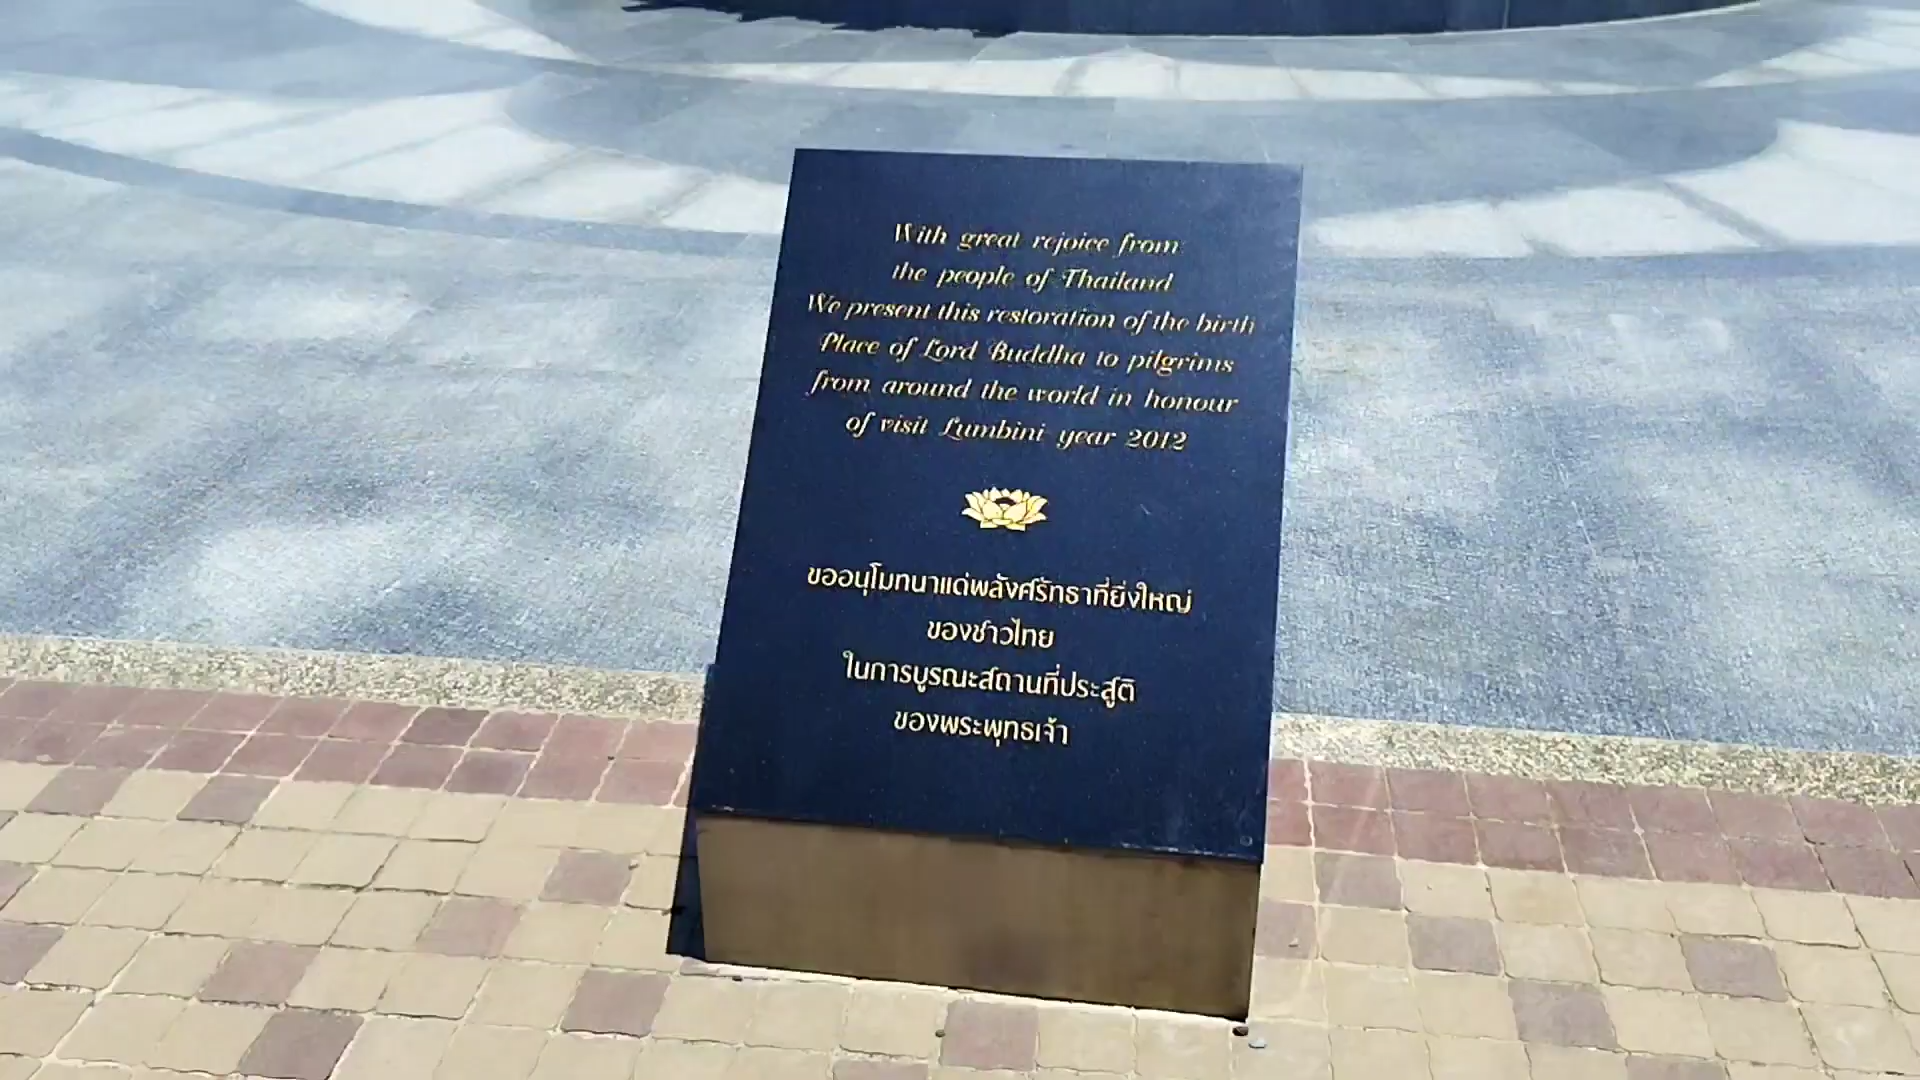 With great rejoice from
the people of Thailand
We present this restoration of the birth
Place of Lord Buddha to pilgrims
from around the world in honour
of visit Lumbini year 2012
ขออนุโมทนาแด่พลังศรัทธาที่ยิ่งใหญ่
ของชาวไทย
ในการบูรณะสถานที่ประสูติ
ของพระพุทธเจ้า